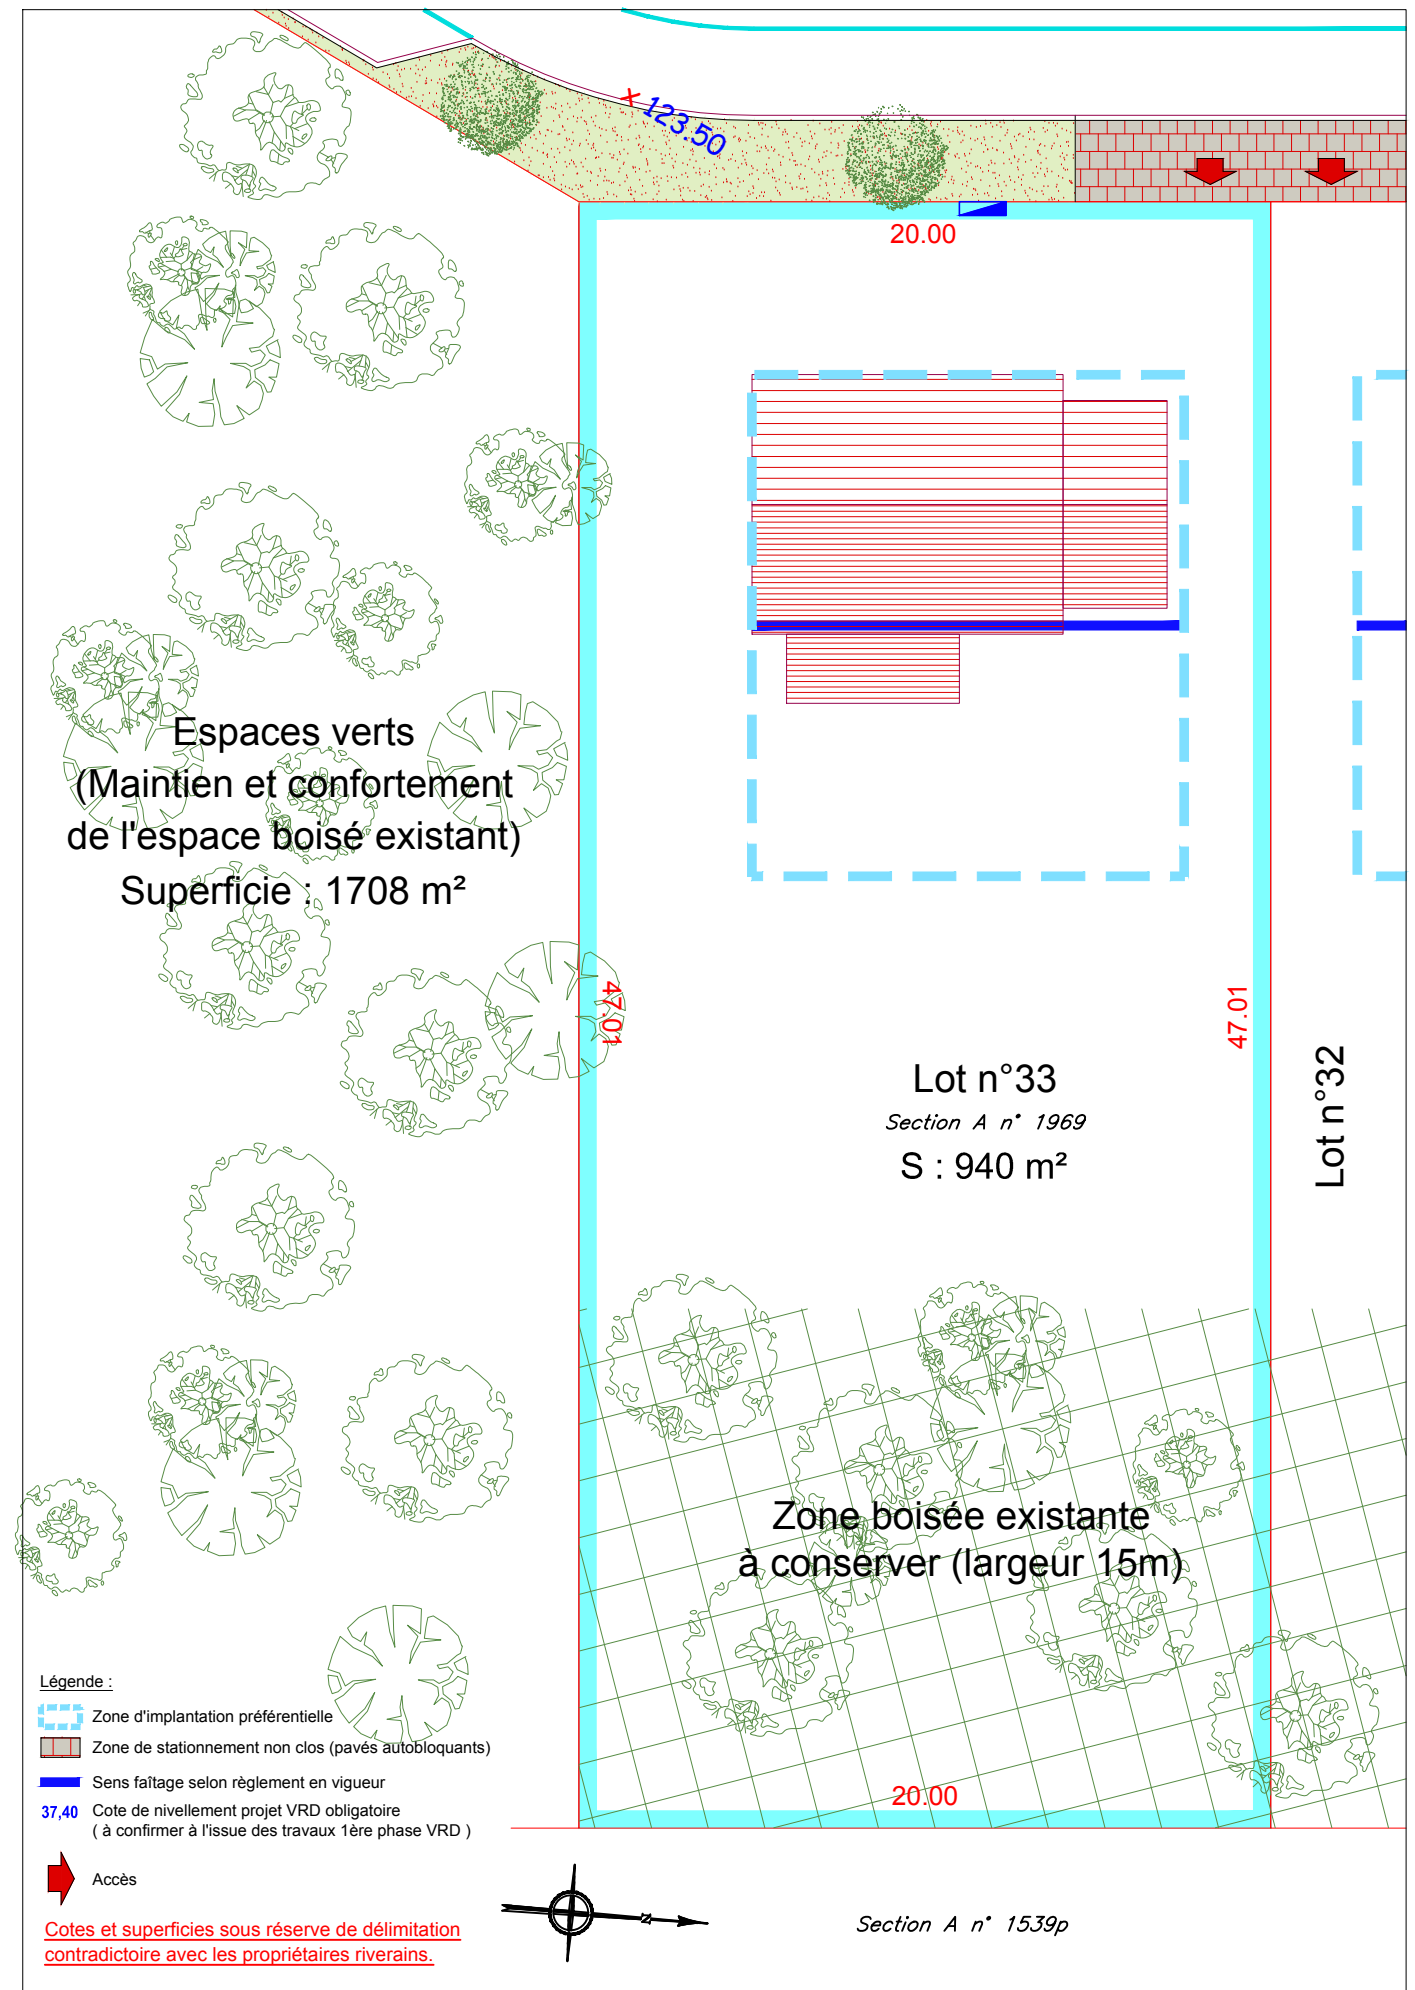 123.50
20.00
Espaces verts
(Maintien et confortement
de l'espace boisé existant)
Superficie : 1708 m²
47.01
47.01
Lot n°33
Section A n° 1969
S : 940 m²
Lot n°32
Zone boisée existante
à conserver (largeur 15m)
20.00
Légende :
Zone d'implantation préférentielle
Zone de stationnement non clos (pavés autobloquants)
Sens faîtage selon règlement en vigueur
37,40 Cote de nivellement projet VRD obligatoire
( à confirmer à l'issue des travaux 1ère phase VRD )
Accès
Cotes et superficies sous réserve de délimitation
contradictoire avec les propriétaires riverains.
N
Section A n° 1539p